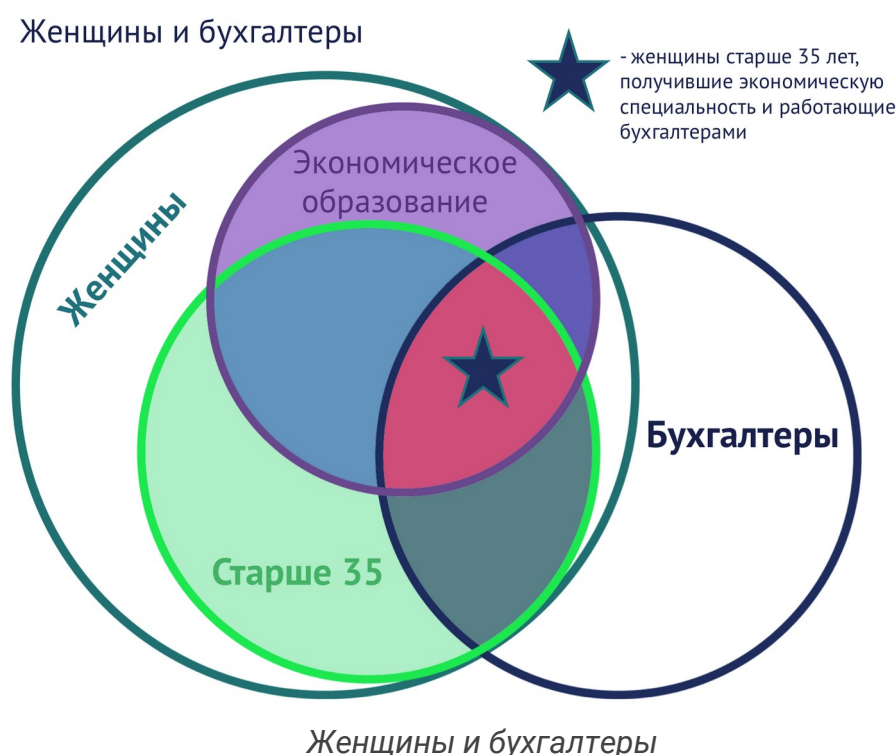 Женщины и бухгалтеры
- женщины старше 35 лет,
получившие экономическую
специальность и работающие
бухгалтерами
Экономическое
образование
Женщины
Бухгалтеры
Старше 35
Женщины и бухгалтеры